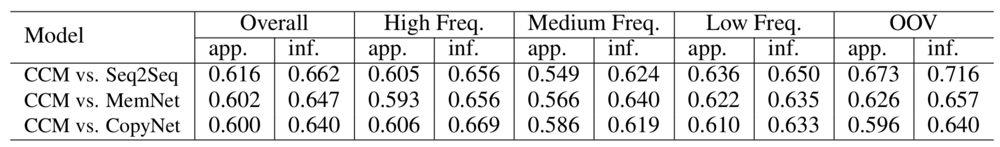 Model Overall High Freq. Medium Freq. Low Freq. OOV
app. inf. app. inf. app. inf. app. inf. app. inf.
CCM vs. Seq2Seq 0.616 0.662 0.605 0.656 0.549 0.624 0.636 0.650 0.673 0.716
CCM vs. MemNet 0.602 0.647 0.593 0.656 0.566 0.640 0.622 0.635 0.626 0.657
CCM vs. CopyNet 0.600 0.640 0.606 0.669 0.586 0.619 0.610 0.633 0.596 0.640